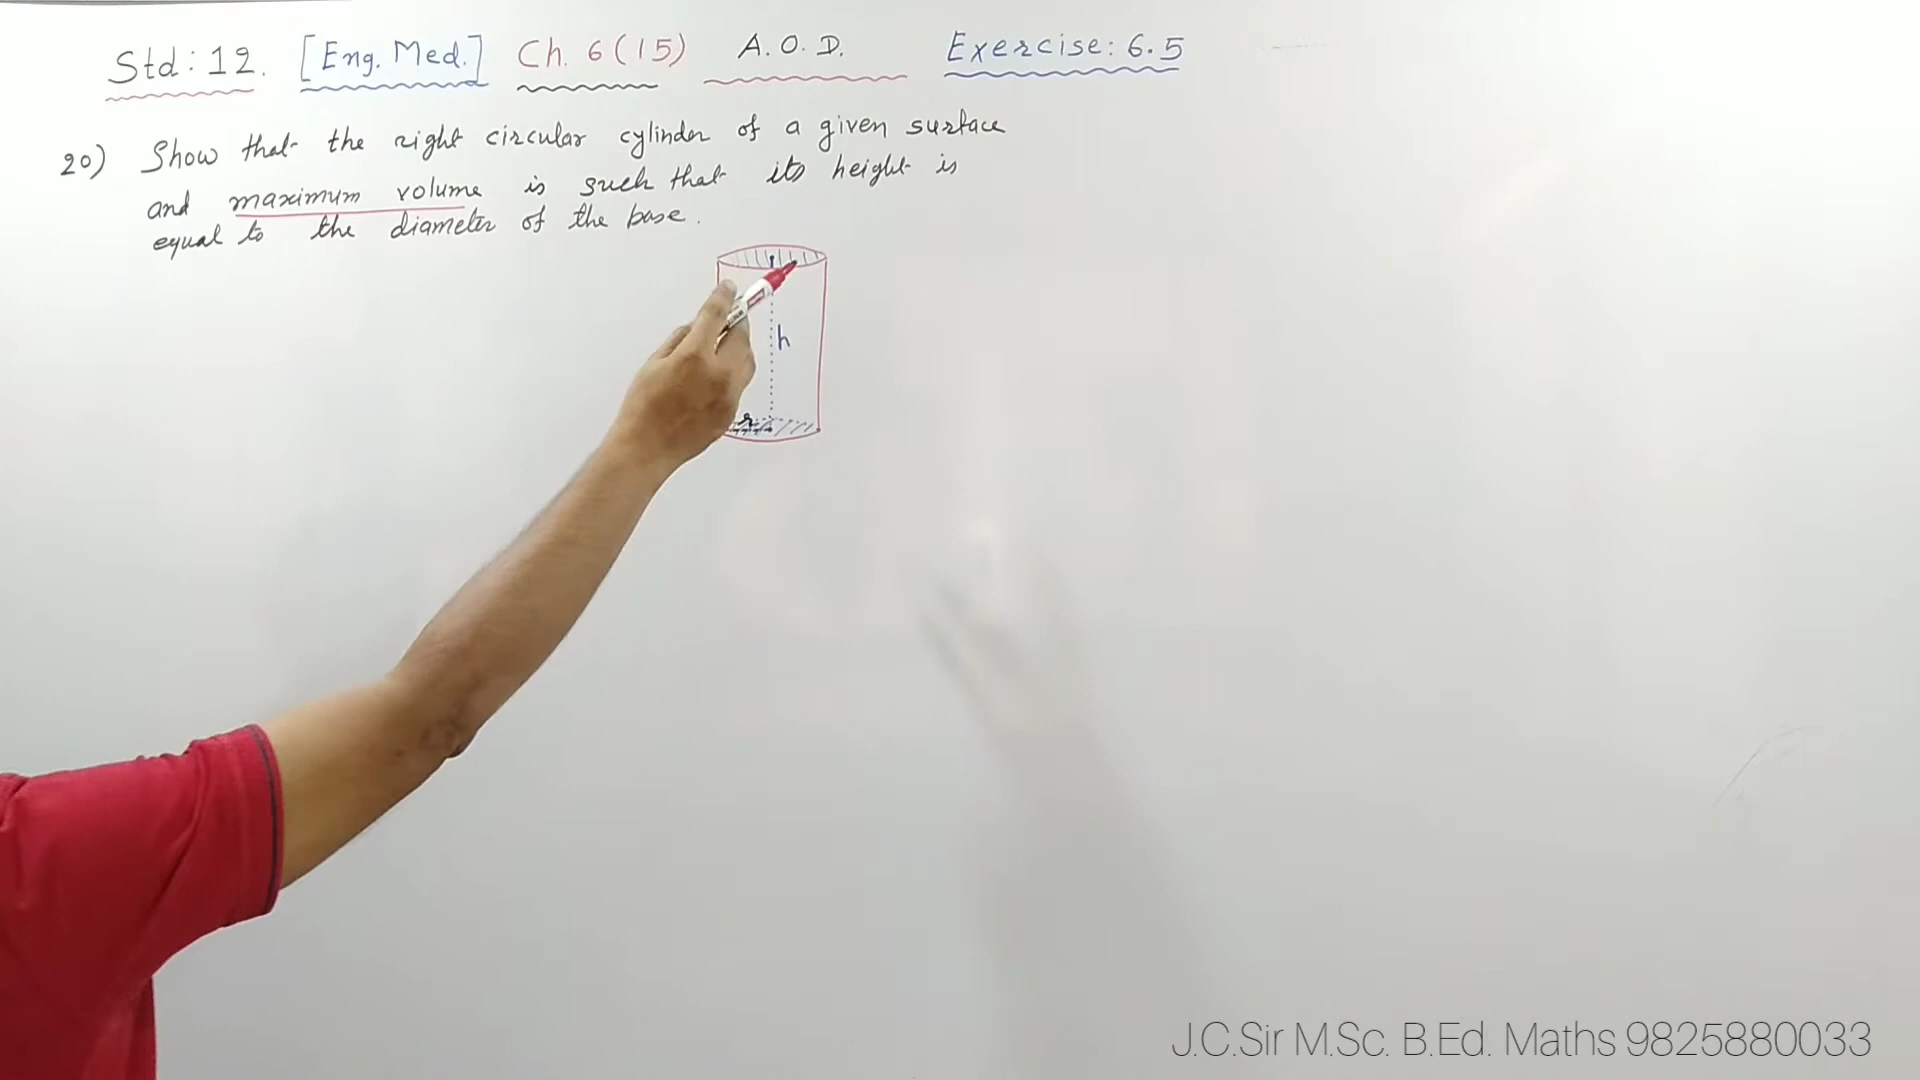 Std: 12. [Eng. Med.] Ch. 6 (15) A. O. D. Exercise: 6.5
20) Show that the right circular cylinder of a given surface
and maximum volume is such that its height is
equal to the diameter of the base.
h
r
J.C.Sir M.Sc. B.Ed. Maths 9825880033